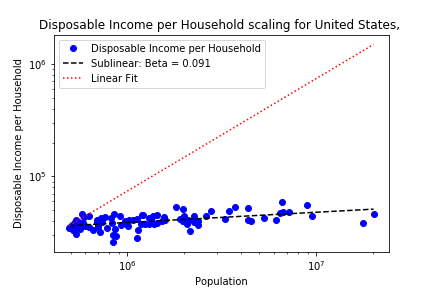 Disposable Income per Household scaling for United States,
Disposable Income per Household
Sublinear: Beta = 0.091
Linear Fit
Disposable Income per Household
10⁶
10⁵
10⁶
10⁷
Population